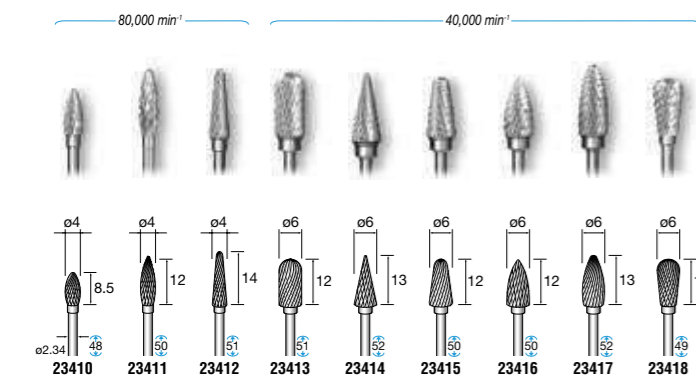 80,000 min⁻¹ 40,000 min⁻¹
ø4 ø4 ø4 ø6 ø6 ø6 ø6 ø6 ø6
8.5 12 14 12 13 12 12 13
ø2.34 48 50 51 51 52 50 50 52 49
23410 23411 23412 23413 23414 23415 23416 23417 23418